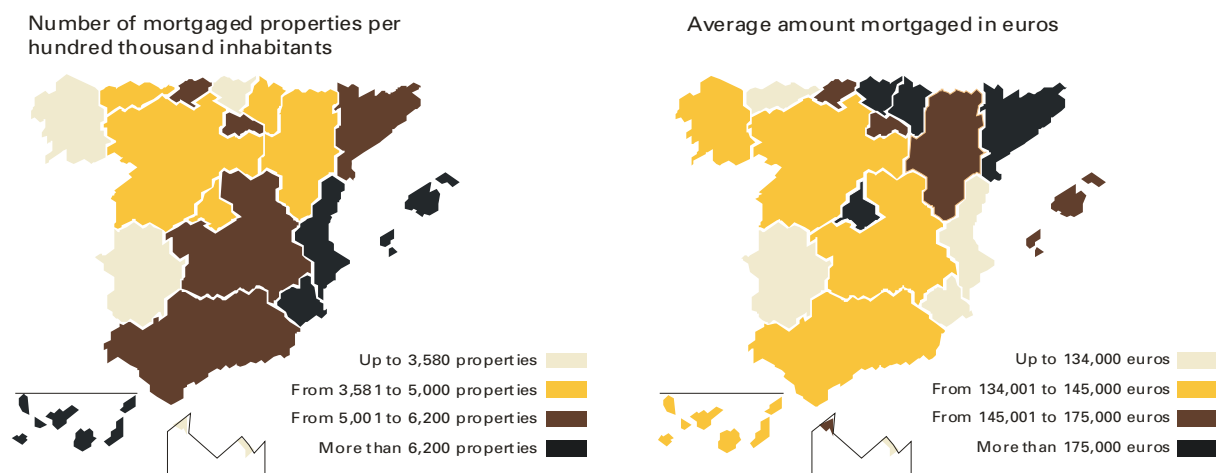 Number of mortgaged properties per
hundred thousand inhabitants
Up to 3,580 properties
From 3,581 to 5,000 properties
From 5,001 to 6,200 properties
More than 6,200 properties
Average amount mortgaged in euros
Up to 134,000 euros
From 134,001 to 145,000 euros
From 145,001 to 175,000 euros
More than 175,000 euros